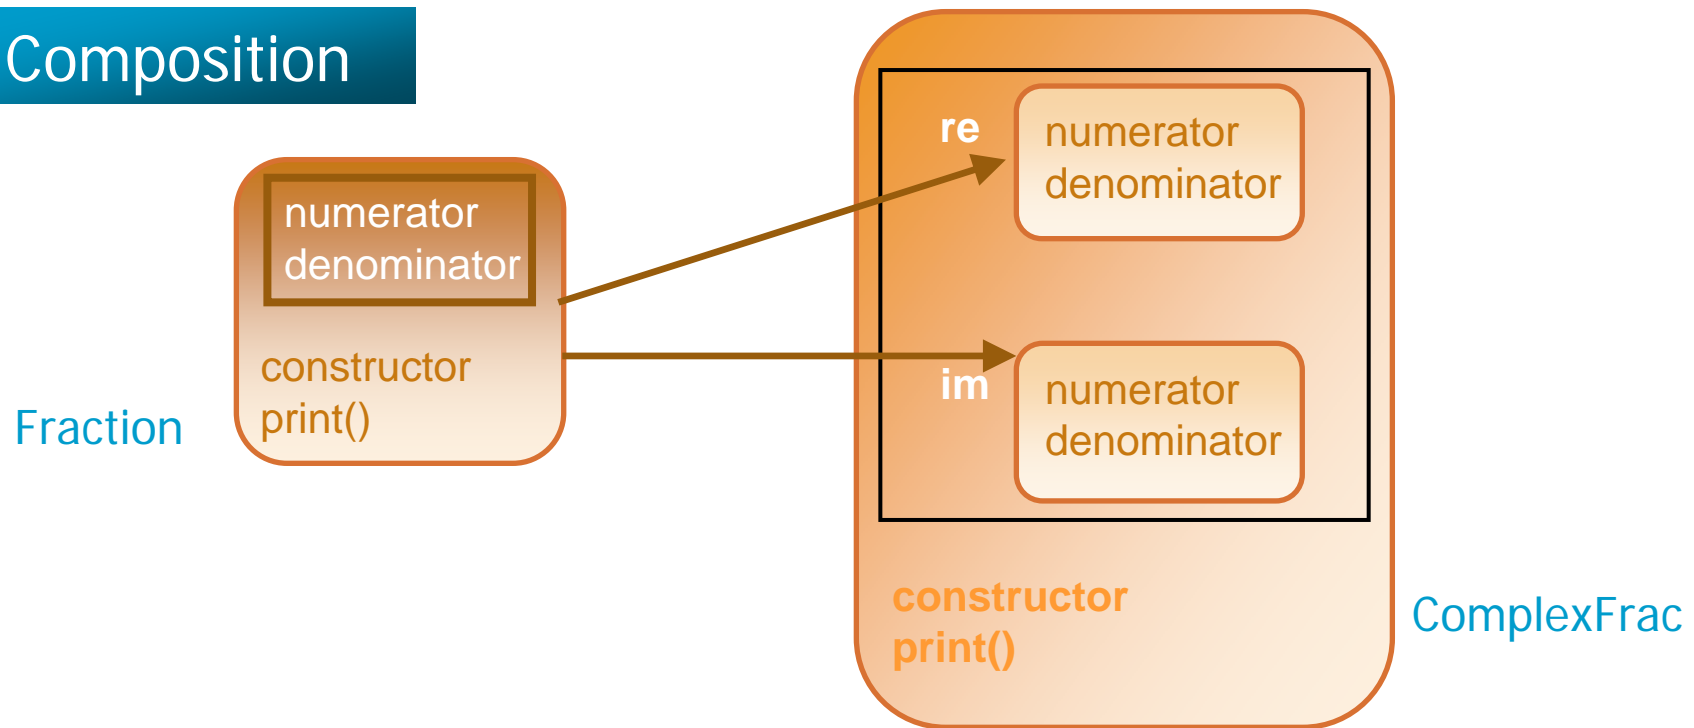 Composition
numerator
denominator
constructor
print()
Fraction
re
numerator
denominator
im
numerator
denominator
constructor
print()
ComplexFrac